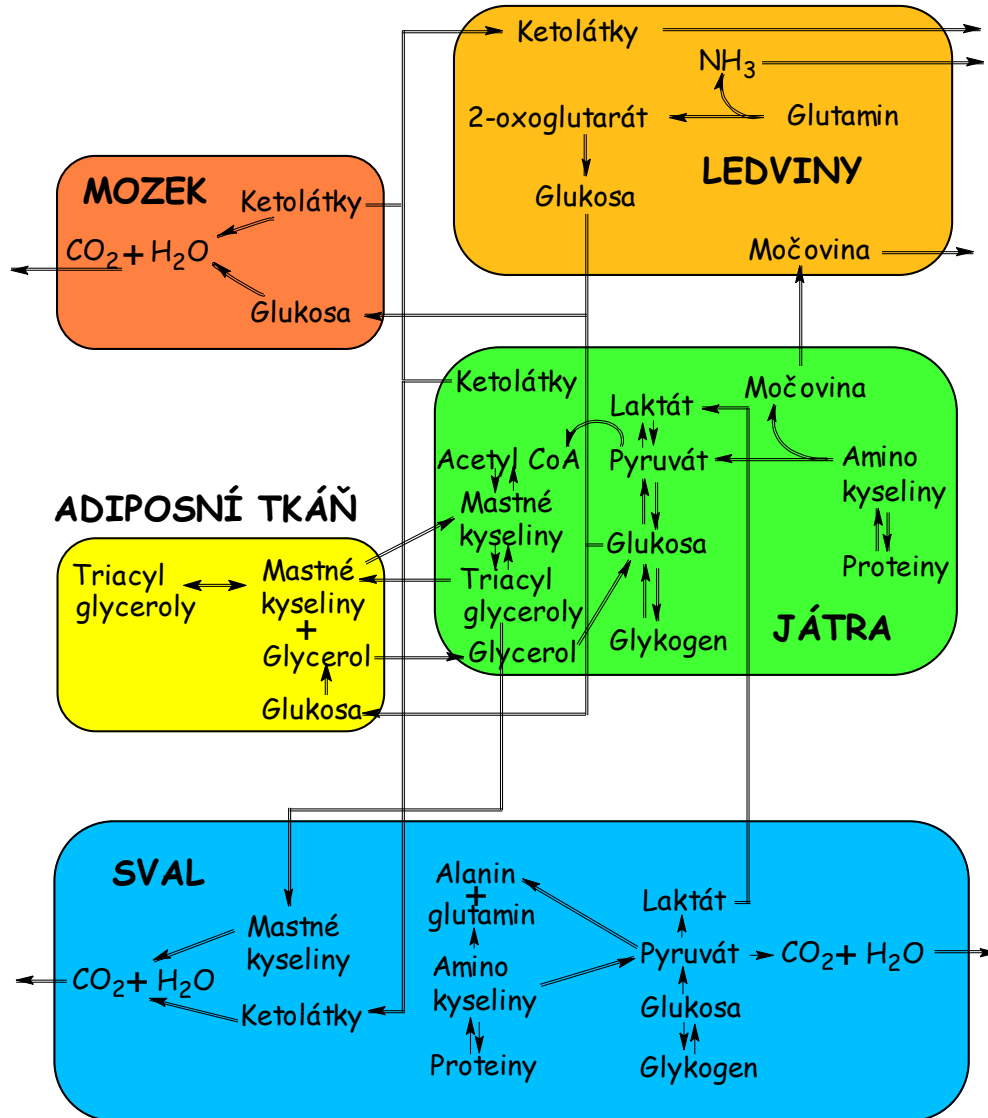 Ketolátky
NH3
2-oxoglutarát
Glutamin
LEDVINY
Glukosa
Močovina
MOZEK
Ketolátky
CO2 + H2O
Glukosa
Ketolátky
Močovina
Laktát
Acetyl CoA
Pyruvát
Amino
kyseliny
Mastné
kyseliny
Glukosa
Proteiny
Triacyl
glyceroly
Glykogen
JÁTRA
Glycerol
ADIPOSNÍ TKÁŇ
Triacyl
glyceroly
Mastné
kyseliny
+
Glycerol
Glukosa
SVAL
Alanin
+
glutamin
Laktát
Mastné
kyseliny
Pyruvát
CO2 + H2O
CO2 + H2O
Amino
kyseliny
Glukosa
Ketolátky
Proteiny
Glykogen